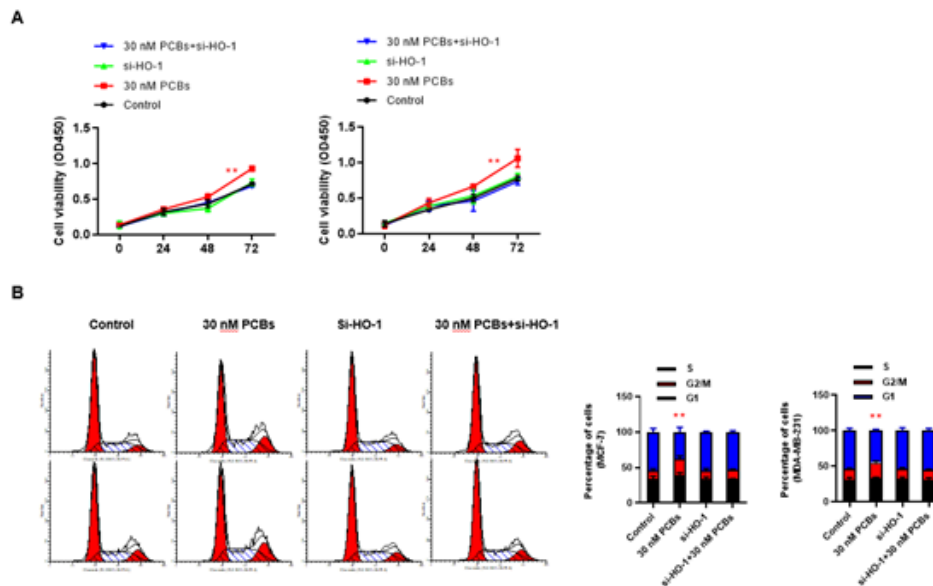 A
30 nM PCBs+si-HO-1
si-HO-1
30 nM PCBs
Control
Cell viability (OD450)
1.5
1.0
0.5
0.0
**
0 24 48 72
30 nM PCBs+si-HO-1
si-HO-1
30 nM PCBs
Control
Cell viability (OD450)
1.5
1.0
0.5
0.0
**
0 24 48 72
B
Control 30 nM PCBs Si-HO-1 30 nM PCBs+si-HO-1
S
G2/M
G1
Percentage of cells
(MCF-7)
150
100
50
0
**
Control
30 nM PCBs
si-HO-1
si-HO-1+30 nM PCBs
S
G2/M
G1
Percentage of cells
(MDA-MB-231)
150
100
50
0
**
Control
30 nM PCBs
si-HO-1
si-HO-1+30 nM PCBs